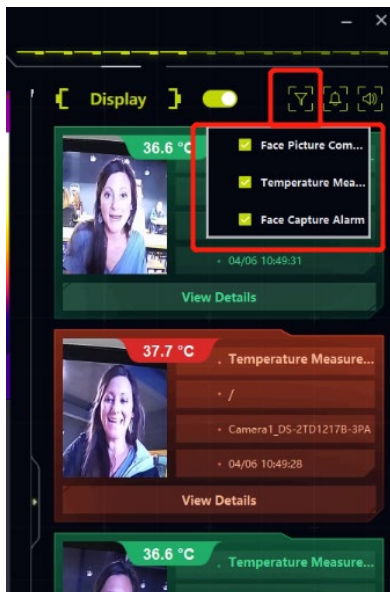 Display
36.6 °C
Face Picture Com...
Temperature Mea...
Face Capture Alarm
04/06 10:49:31
View Details
37.7 °C
Temperature Measure...
/
Camera1_DS-2TD1217B-3PA
04/06 10:49:28
View Details
36.6 °C
Temperature Measure...